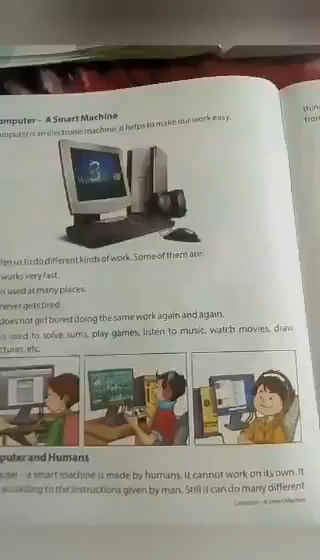 omputer – A Smart Machine
omputer is an electronic machine. It helps to make our work easy.
thin
from
3
lps us to do different kinds of work. Some of them are:
works very fast.
is used at many places.
never gets tired.
does not get bored doing the same work again and again.
is used to solve sums, play games, listen to music, watch movies, draw
ctures, etc.
puter and Humans
uter – a smart machine is made by humans. It cannot work on its own. It
according to the instructions given by man. Still it can do many different
Computer – A Smart Machine